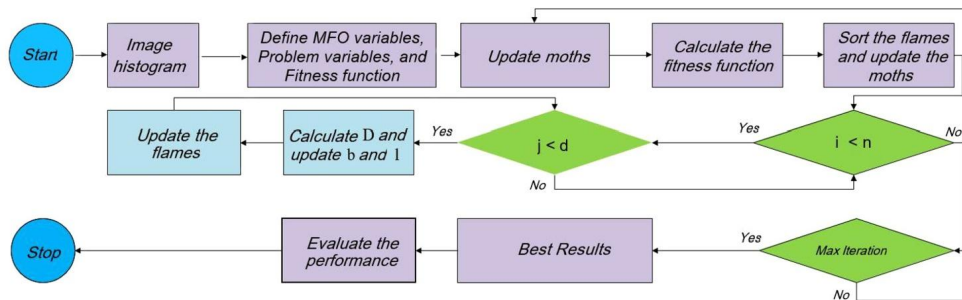 Start
Image
histogram
Define MFO variables,
Problem variables, and
Fitness function
Update moths
Calculate the
fitness function
Sort the flames
and update the
moths
Update the
flames
Calculate D and
update b and 1
Yes
j < d
No
Yes
i < n
No
No
Stop
Evaluate the
performance
Best Results
Yes
Max Iteration
No